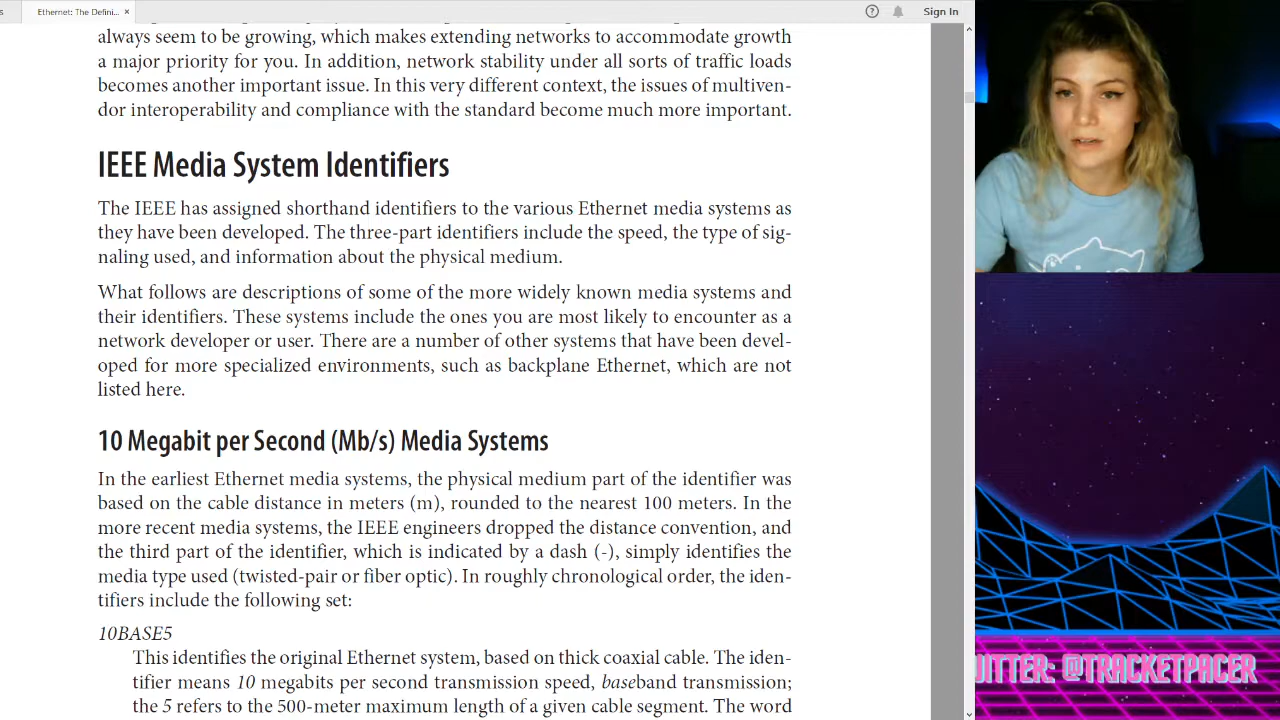 Ethernet: The Defini...
×
Sign In
always seem to be growing, which makes extending networks to accommodate growth
a major priority for you. In addition, network stability under all sorts of traffic loads
becomes another important issue. In this very different context, the issues of multiven-
dor interoperability and compliance with the standard become much more important.
IEEE Media System Identifiers
The IEEE has assigned shorthand identifiers to the various Ethernet media systems as
they have been developed. The three-part identifiers include the speed, the type of sig-
naling used, and information about the physical medium.
What follows are descriptions of some of the more widely known media systems and
their identifiers. These systems include the ones you are most likely to encounter as a
network developer or user. There are a number of other systems that have been devel-
oped for more specialized environments, such as backplane Ethernet, which are not
listed here.
10 Megabit per Second (Mb/s) Media Systems
In the earliest Ethernet media systems, the physical medium part of the identifier was
based on the cable distance in meters (m), rounded to the nearest 100 meters. In the
more recent media systems, the IEEE engineers dropped the distance convention, and
the third part of the identifier, which is indicated by a dash (-), simply identifies the
media type used (twisted-pair or fiber optic). In roughly chronological order, the iden-
tifiers include the following set:
10BASE5
This identifies the original Ethernet system, based on thick coaxial cable. The iden-
tifier means 10 megabits per second transmission speed, baseband transmission;
the 5 refers to the 500-meter maximum length of a given cable segment. The word
WITTER: @TRACKETPACER